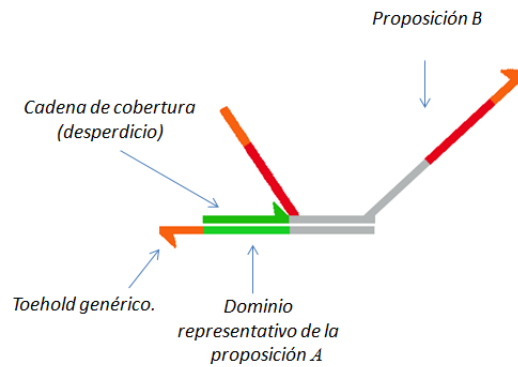 Proposición B
Cadena de cobertura
(desperdicio)
Toehold genérico.
Dominio
representativo de la
proposición A